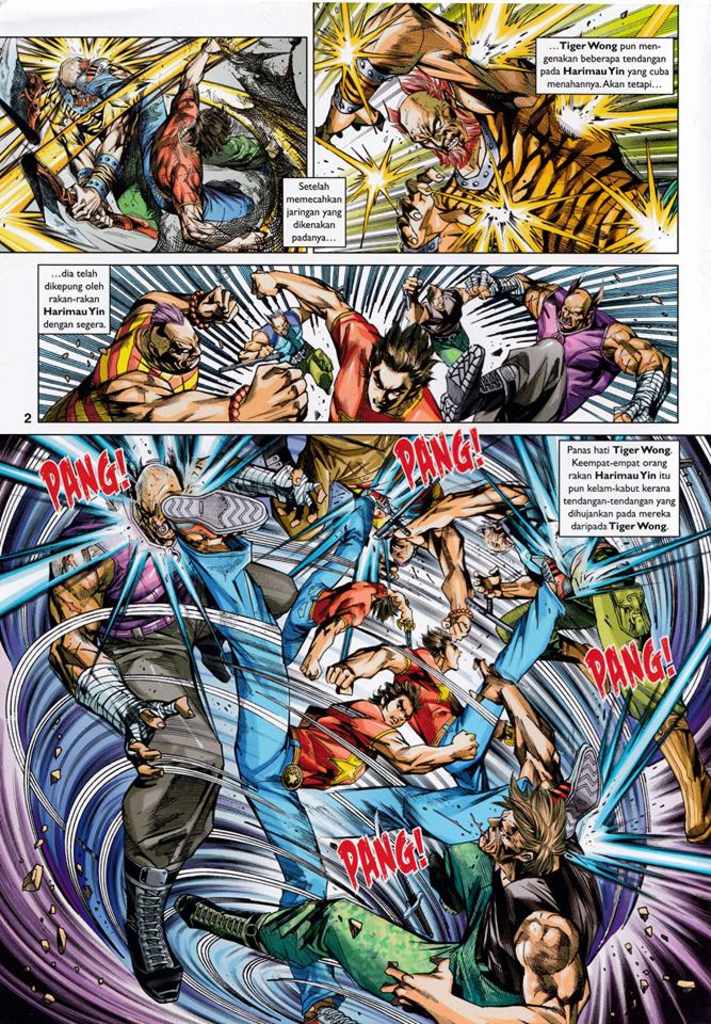 Setelah
memecahkan
jaringan yang
dikenakan
padanya...
...Tiger Wong pun men-
genakan beberapa tendangan
pada Harimau Yin yang cuba
menahannya. Akan tetapi...
...dia telah
dikepung oleh
rakan-rakan
Harimau Yin
dengan segera.
2
PANG!
PANG!
Panas hati Tiger Wong.
Keempat-empat orang
rakan Harimau Yin itu
pun kelam-kabut kerana
tendangan-tendangan yang
dihujankan pada mereka
daripada Tiger Wong.
PANG!
PANG!